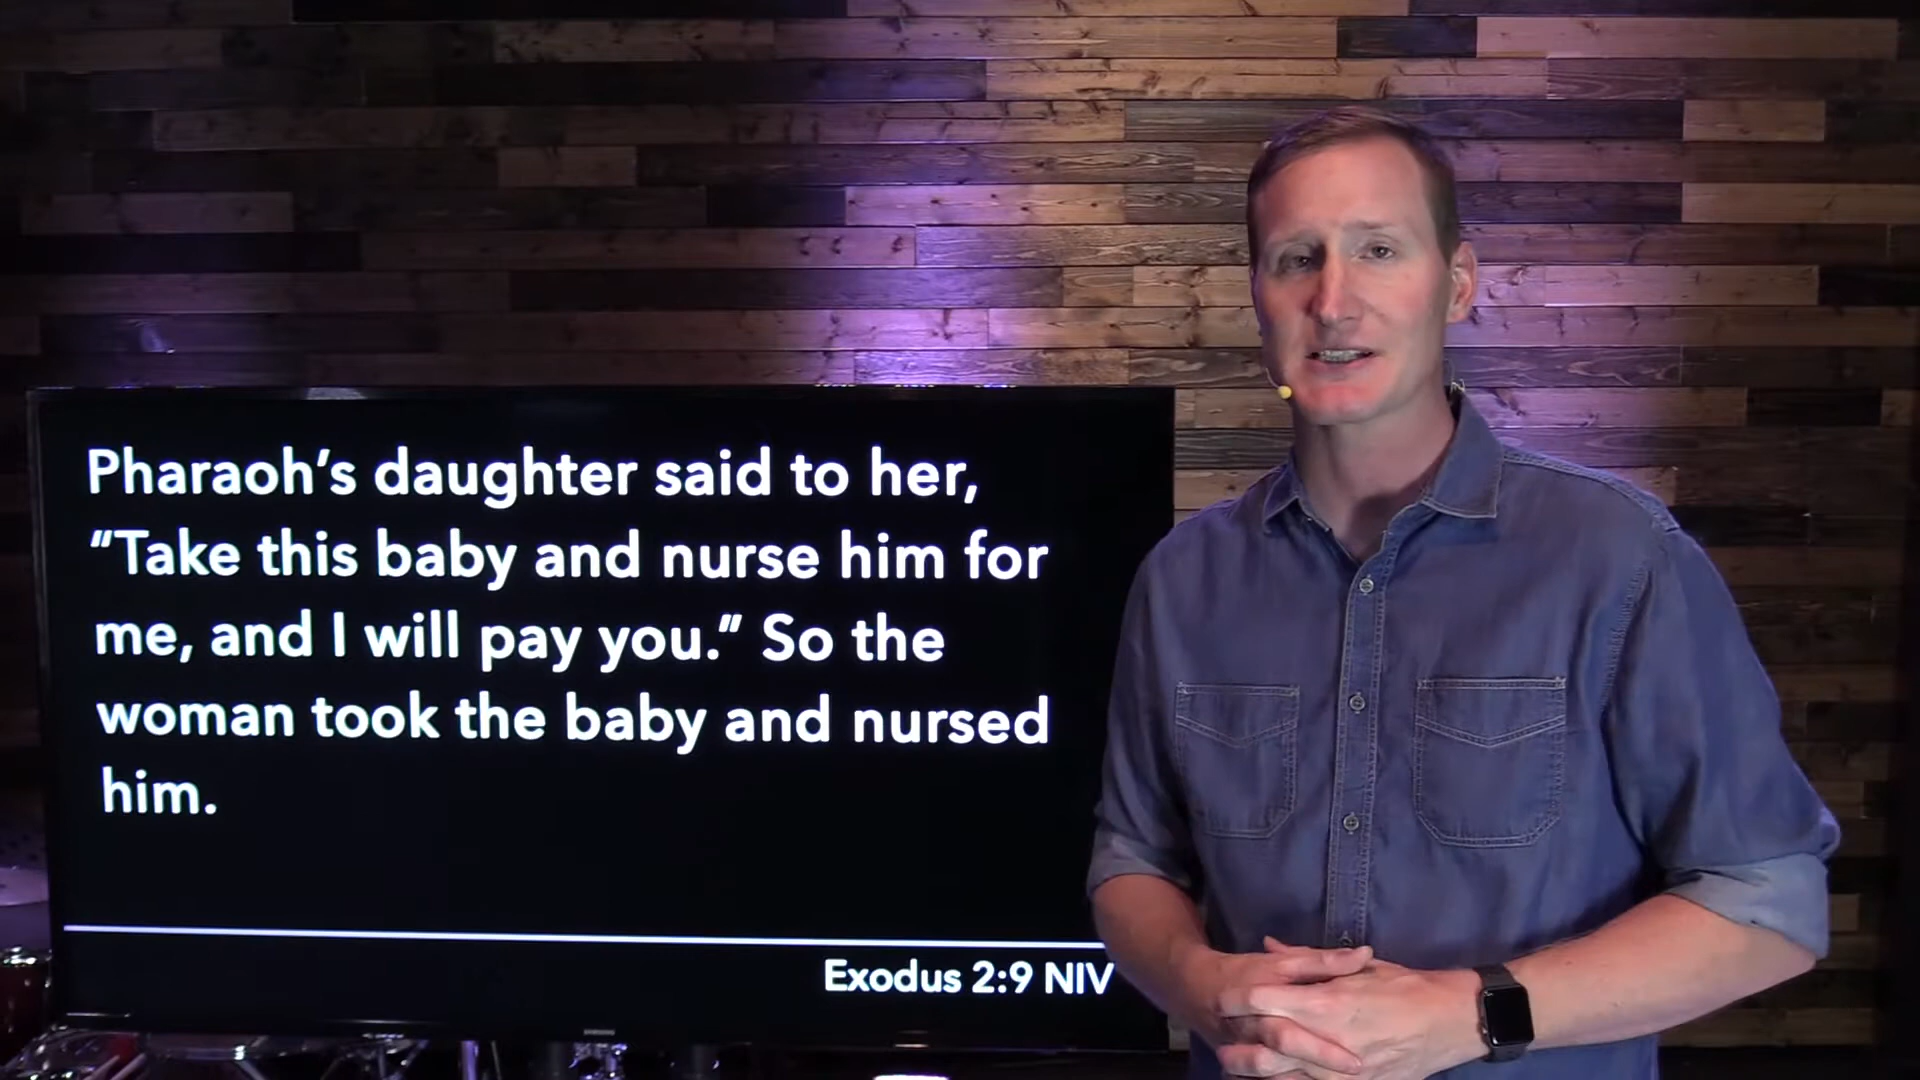 Pharaoh’s daughter said to her,
“Take this baby and nurse him for
me, and I will pay you.” So the
woman took the baby and nursed
him.
Exodus 2:9 NIV